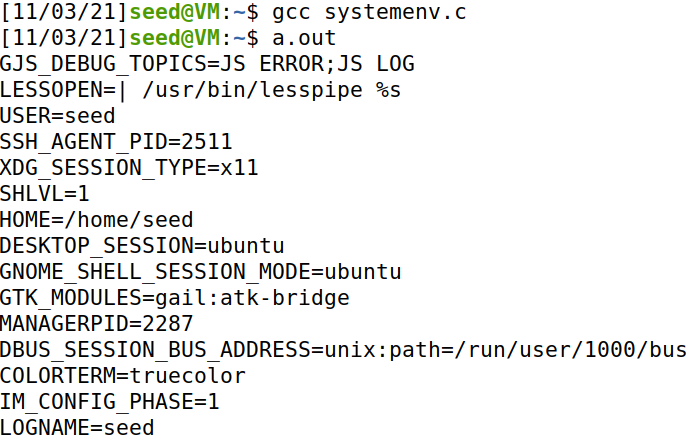 [11/03/21]seed@VM:~$ gcc systemenv.c
[11/03/21]seed@VM:~$ a.out
GJS_DEBUG_TOPICS=JS ERROR;JS LOG
LESSOPEN=| /usr/bin/lesspipe %s
USER=seed
SSH_AGENT_PID=2511
XDG_SESSION_TYPE=x11
SHLVL=1
HOME=/home/seed
DESKTOP_SESSION=ubuntu
GNOME_SHELL_SESSION_MODE=ubuntu
GTK_MODULES=gail:atk-bridge
MANAGERPID=2287
DBUS_SESSION_BUS_ADDRESS=unix:path=/run/user/1000/bus
COLORTERM=truecolor
IM_CONFIG_PHASE=1
LOGNAME=seed